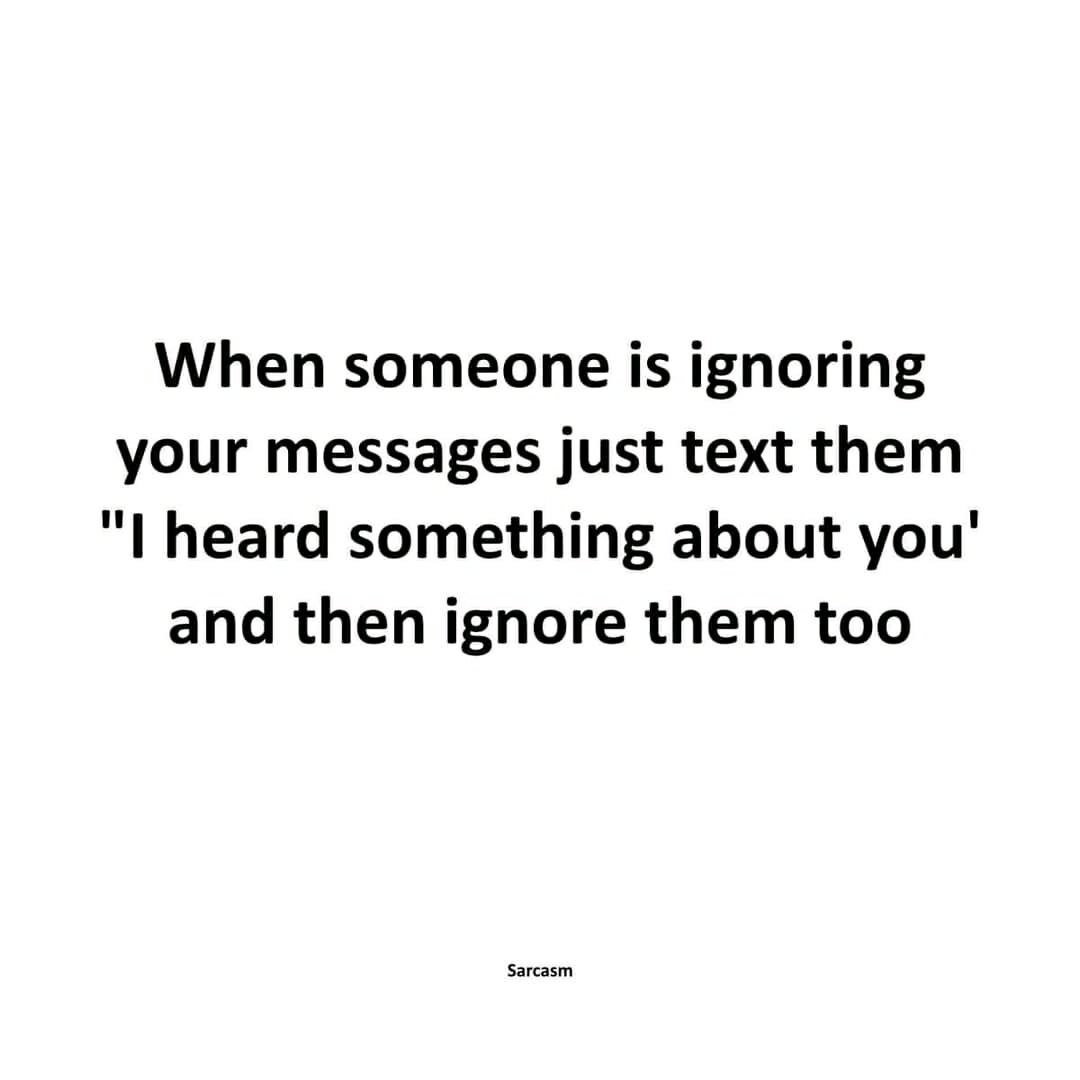 When someone is ignoring
your messages just text them
"I heard something about you'
and then ignore them too
Sarcasm